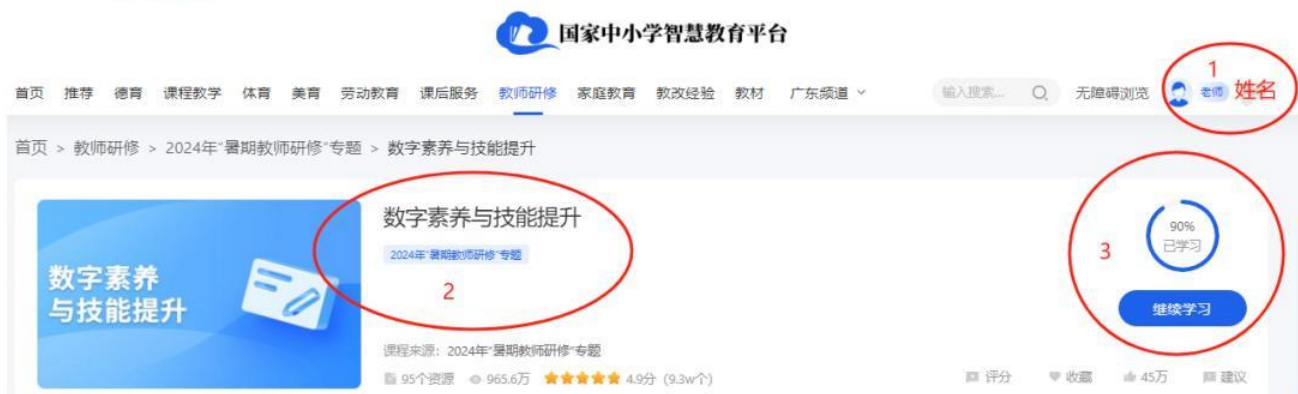 国家中小学智慧教育平台
1
首页 推荐 德育 课程教学 体育 美育 劳动教育 课后服务 教师研修 家庭教育 教改经验 教材 广东频道 输入搜索... 无障碍浏览 老师 姓名
首页 > 教师研修 > 2024年“暑期教师研修”专题 > 数字素养与技能提升
数字素养与技能提升
2024年“暑期教师研修”专题
2
数字素养
与技能提升
90%
已学习
3
继续学习
课程来源：2024年“暑期教师研修”专题
95个资源 965.6万 4.9分 (9.3w个) 评分 收藏 45万 建议